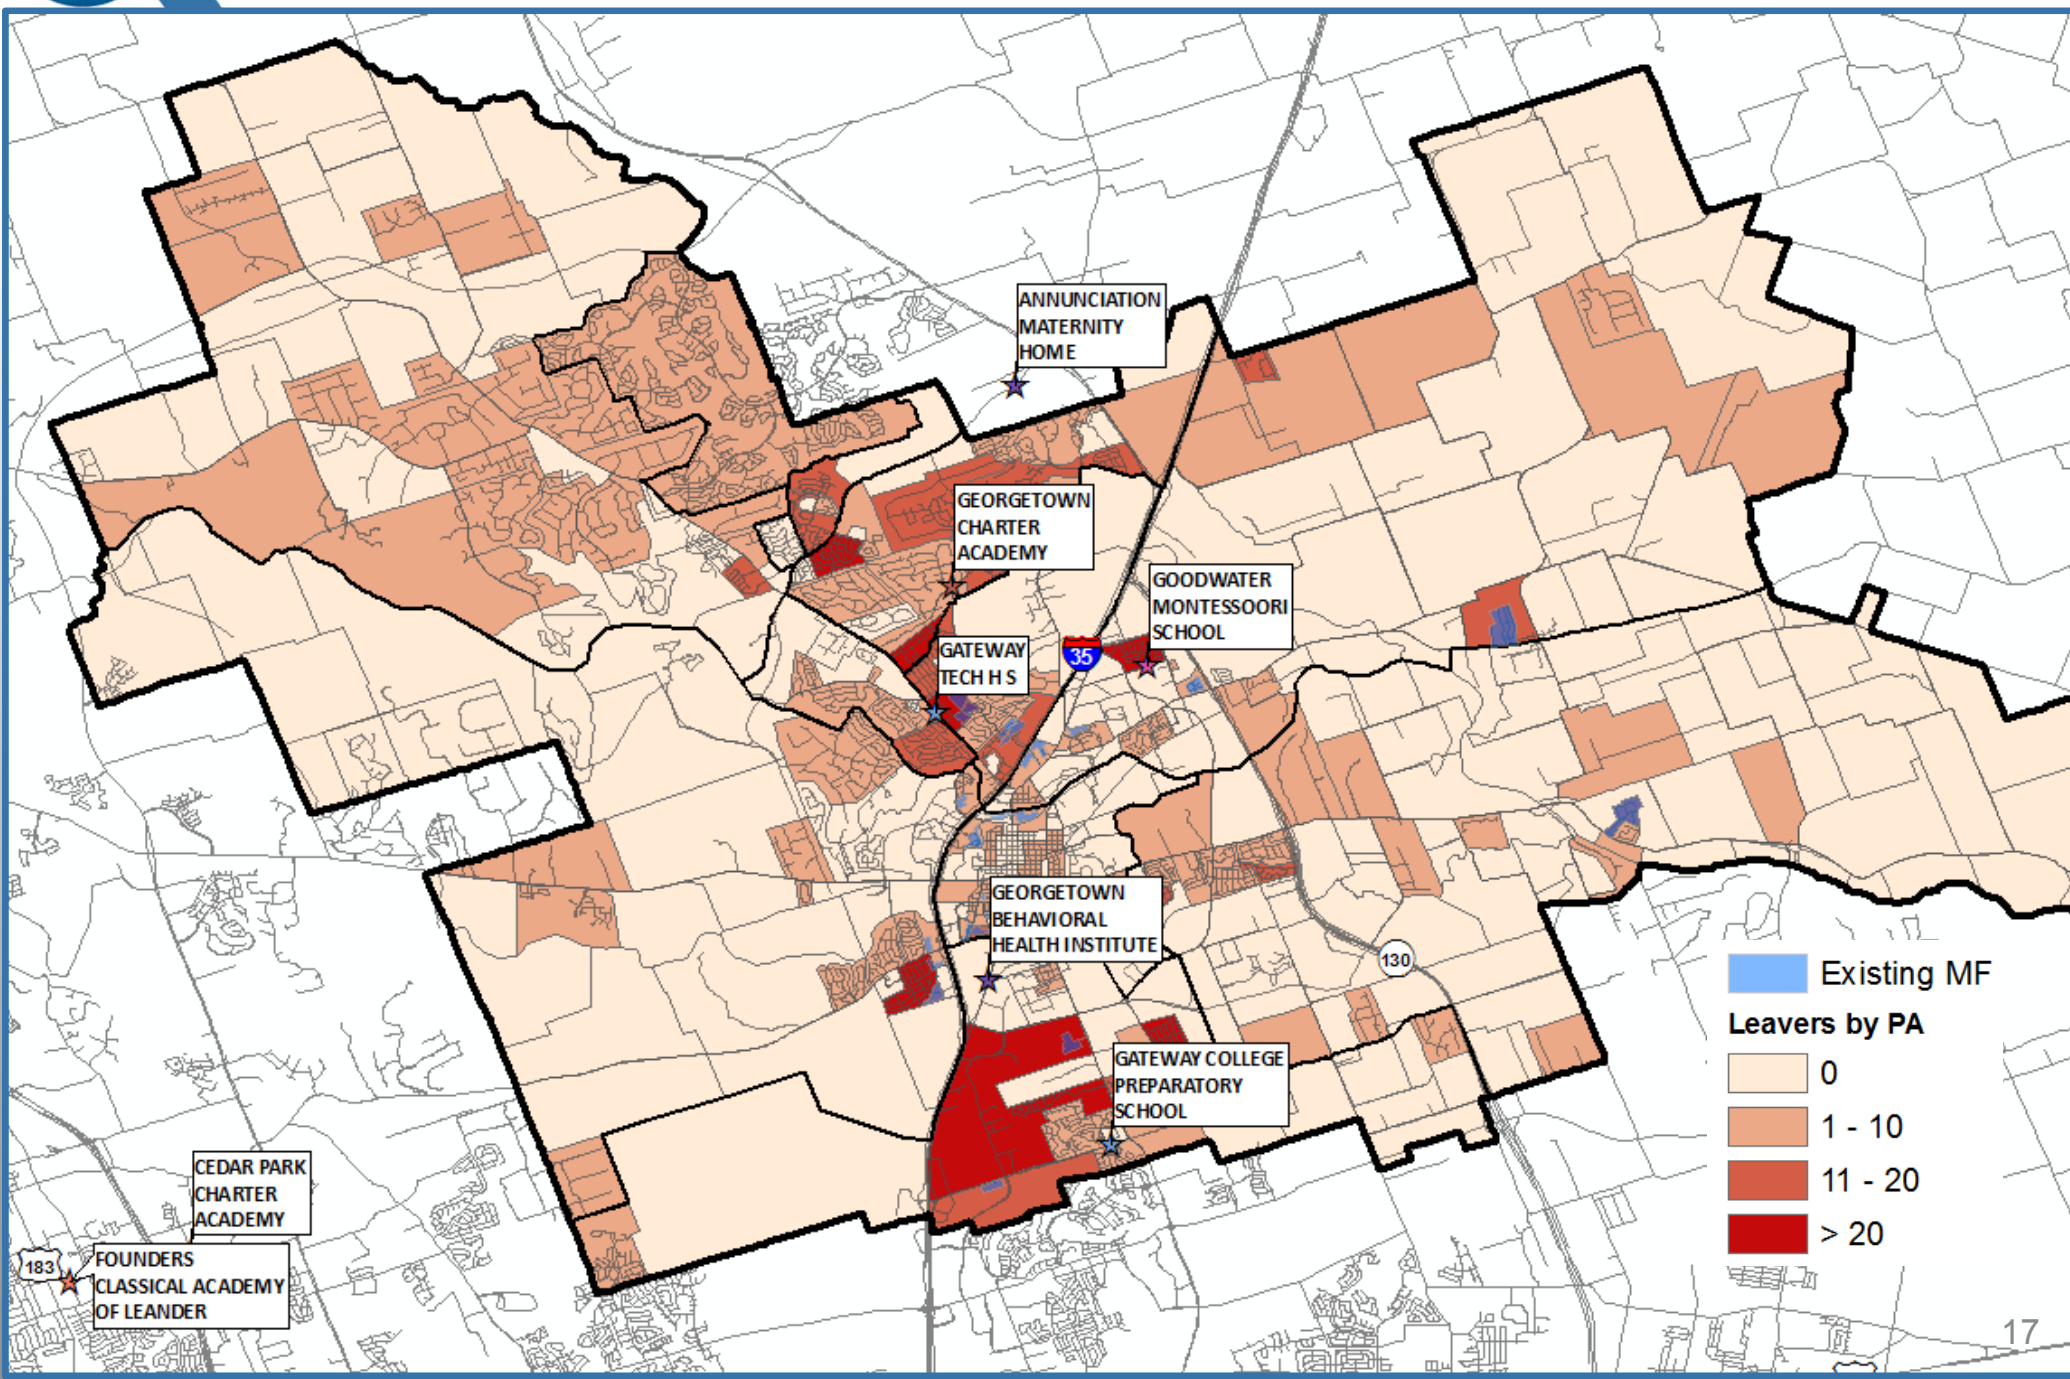 ANNUNCIATION
MATERNITY
HOME
GEORGETOWN
CHARTER
ACADEMY
GOODWATER
MONTESSOORI
SCHOOL
GATEWAY
TECH H S
35
GEORGETOWN
BEHAVIORAL
HEALTH INSTITUTE
130
GATEWAY COLLEGE
PREPARATORY
SCHOOL
CEDAR PARK
CHARTER
ACADEMY
183
FOUNDERS
CLASSICAL ACADEMY
OF LEANDER
Existing MF
Leavers by PA
0
1 - 10
11 - 20
> 20
17